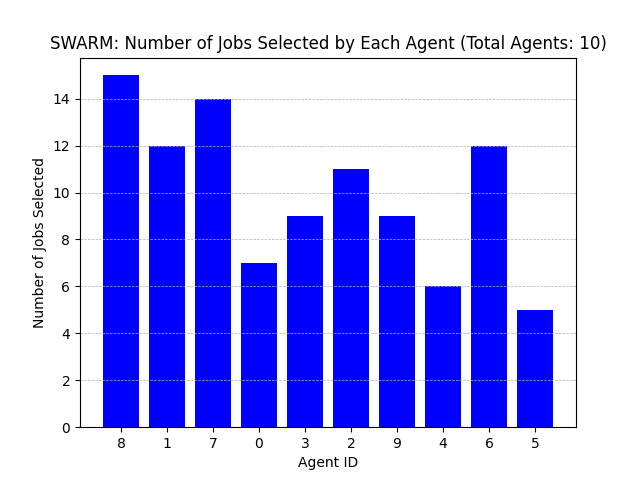 SWARM: Number of Jobs Selected by Each Agent (Total Agents: 10)
Number of Jobs Selected
14
12
10
8
6
4
2
0
8 1 7 0 3 2 9 4 6 5
Agent ID